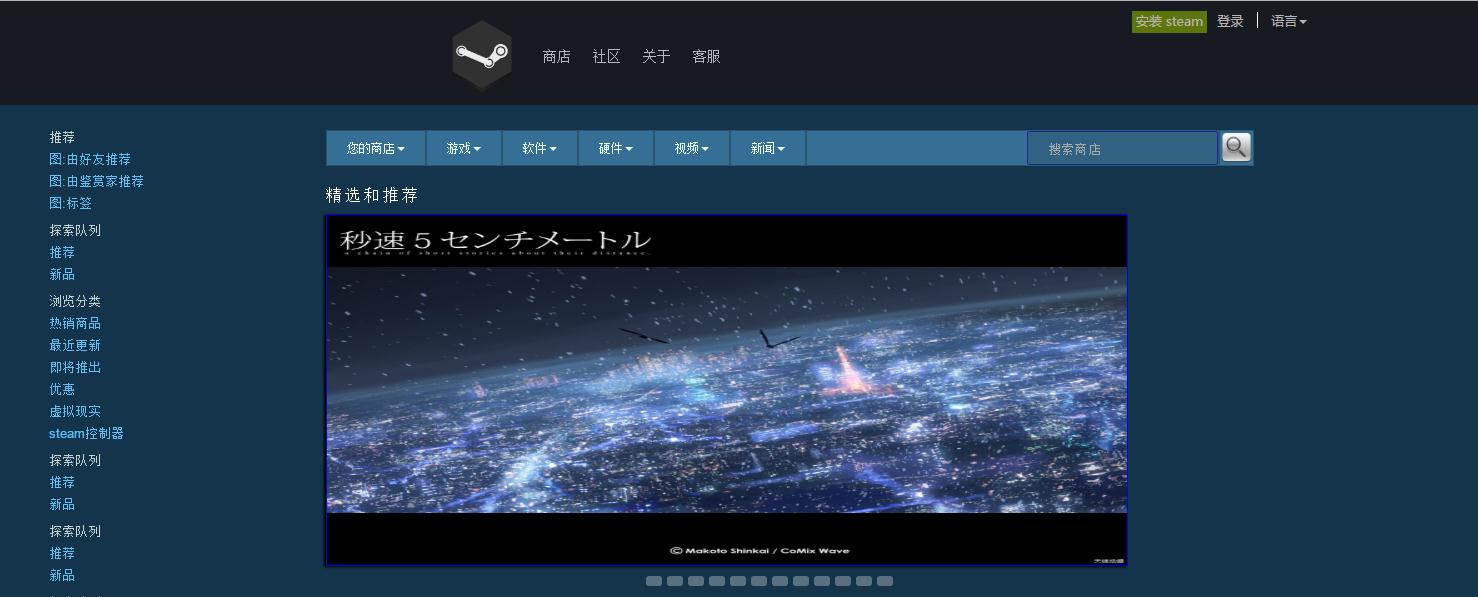 安装 steam 登录 语言
商店 社区 关于 客服
您的商店 游戏 软件 硬件 视频 新闻 搜索商店
推荐
图:由好友推荐
图:由鉴赏家推荐
图:标签
探索队列
推荐
新品
浏览分类
热销商品
最近更新
即将推出
优惠
虚拟现实
steam控制器
探索队列
推荐
新品
探索队列
推荐
新品
精选和推荐
秒速 5 センチメートル
a chain of short stories about their distance.
© Makoto Shinkai / CoMix Wave